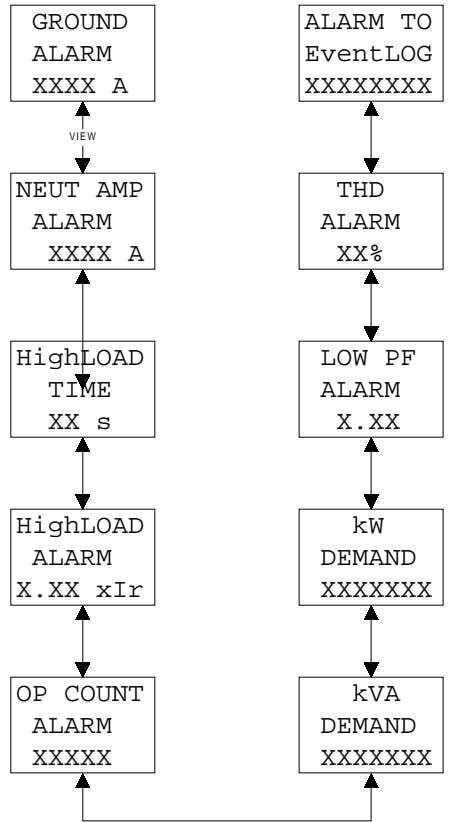 GROUND
ALARM
XXXX A
VIEW
NEUT AMP
ALARM
XXXX A
HighLOAD
TIME
XX s
HighLOAD
ALARM
X.XX xIr
OP COUNT
ALARM
XXXXX
ALARM TO
EventLOG
XXXXXXXX
THD
ALARM
XX%
LOW PF
ALARM
X.XX
kW
DEMAND
XXXXXXX
kVA
DEMAND
XXXXXXX